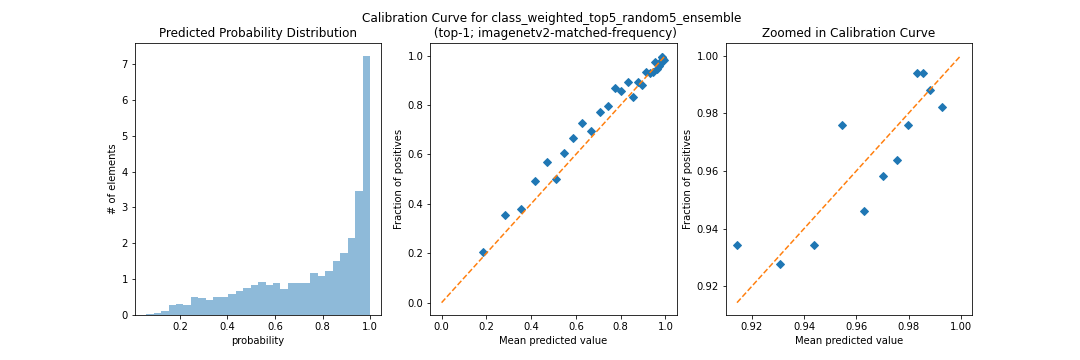 Calibration Curve for class_weighted_top5_random5_ensemble
(top-1; imagenetv2-matched-frequency)
Predicted Probability Distribution
# of elements
7
6
5
4
3
2
1
0
0.2 0.4 0.6 0.8 1.0
probability
Fraction of positives
1.0
0.8
0.6
0.4
0.2
0.0
0.0 0.2 0.4 0.6 0.8 1.0
Mean predicted value
Zoomed in Calibration Curve
Fraction of positives
1.00
0.98
0.96
0.94
0.92
0.92 0.94 0.96 0.98 1.00
Mean predicted value